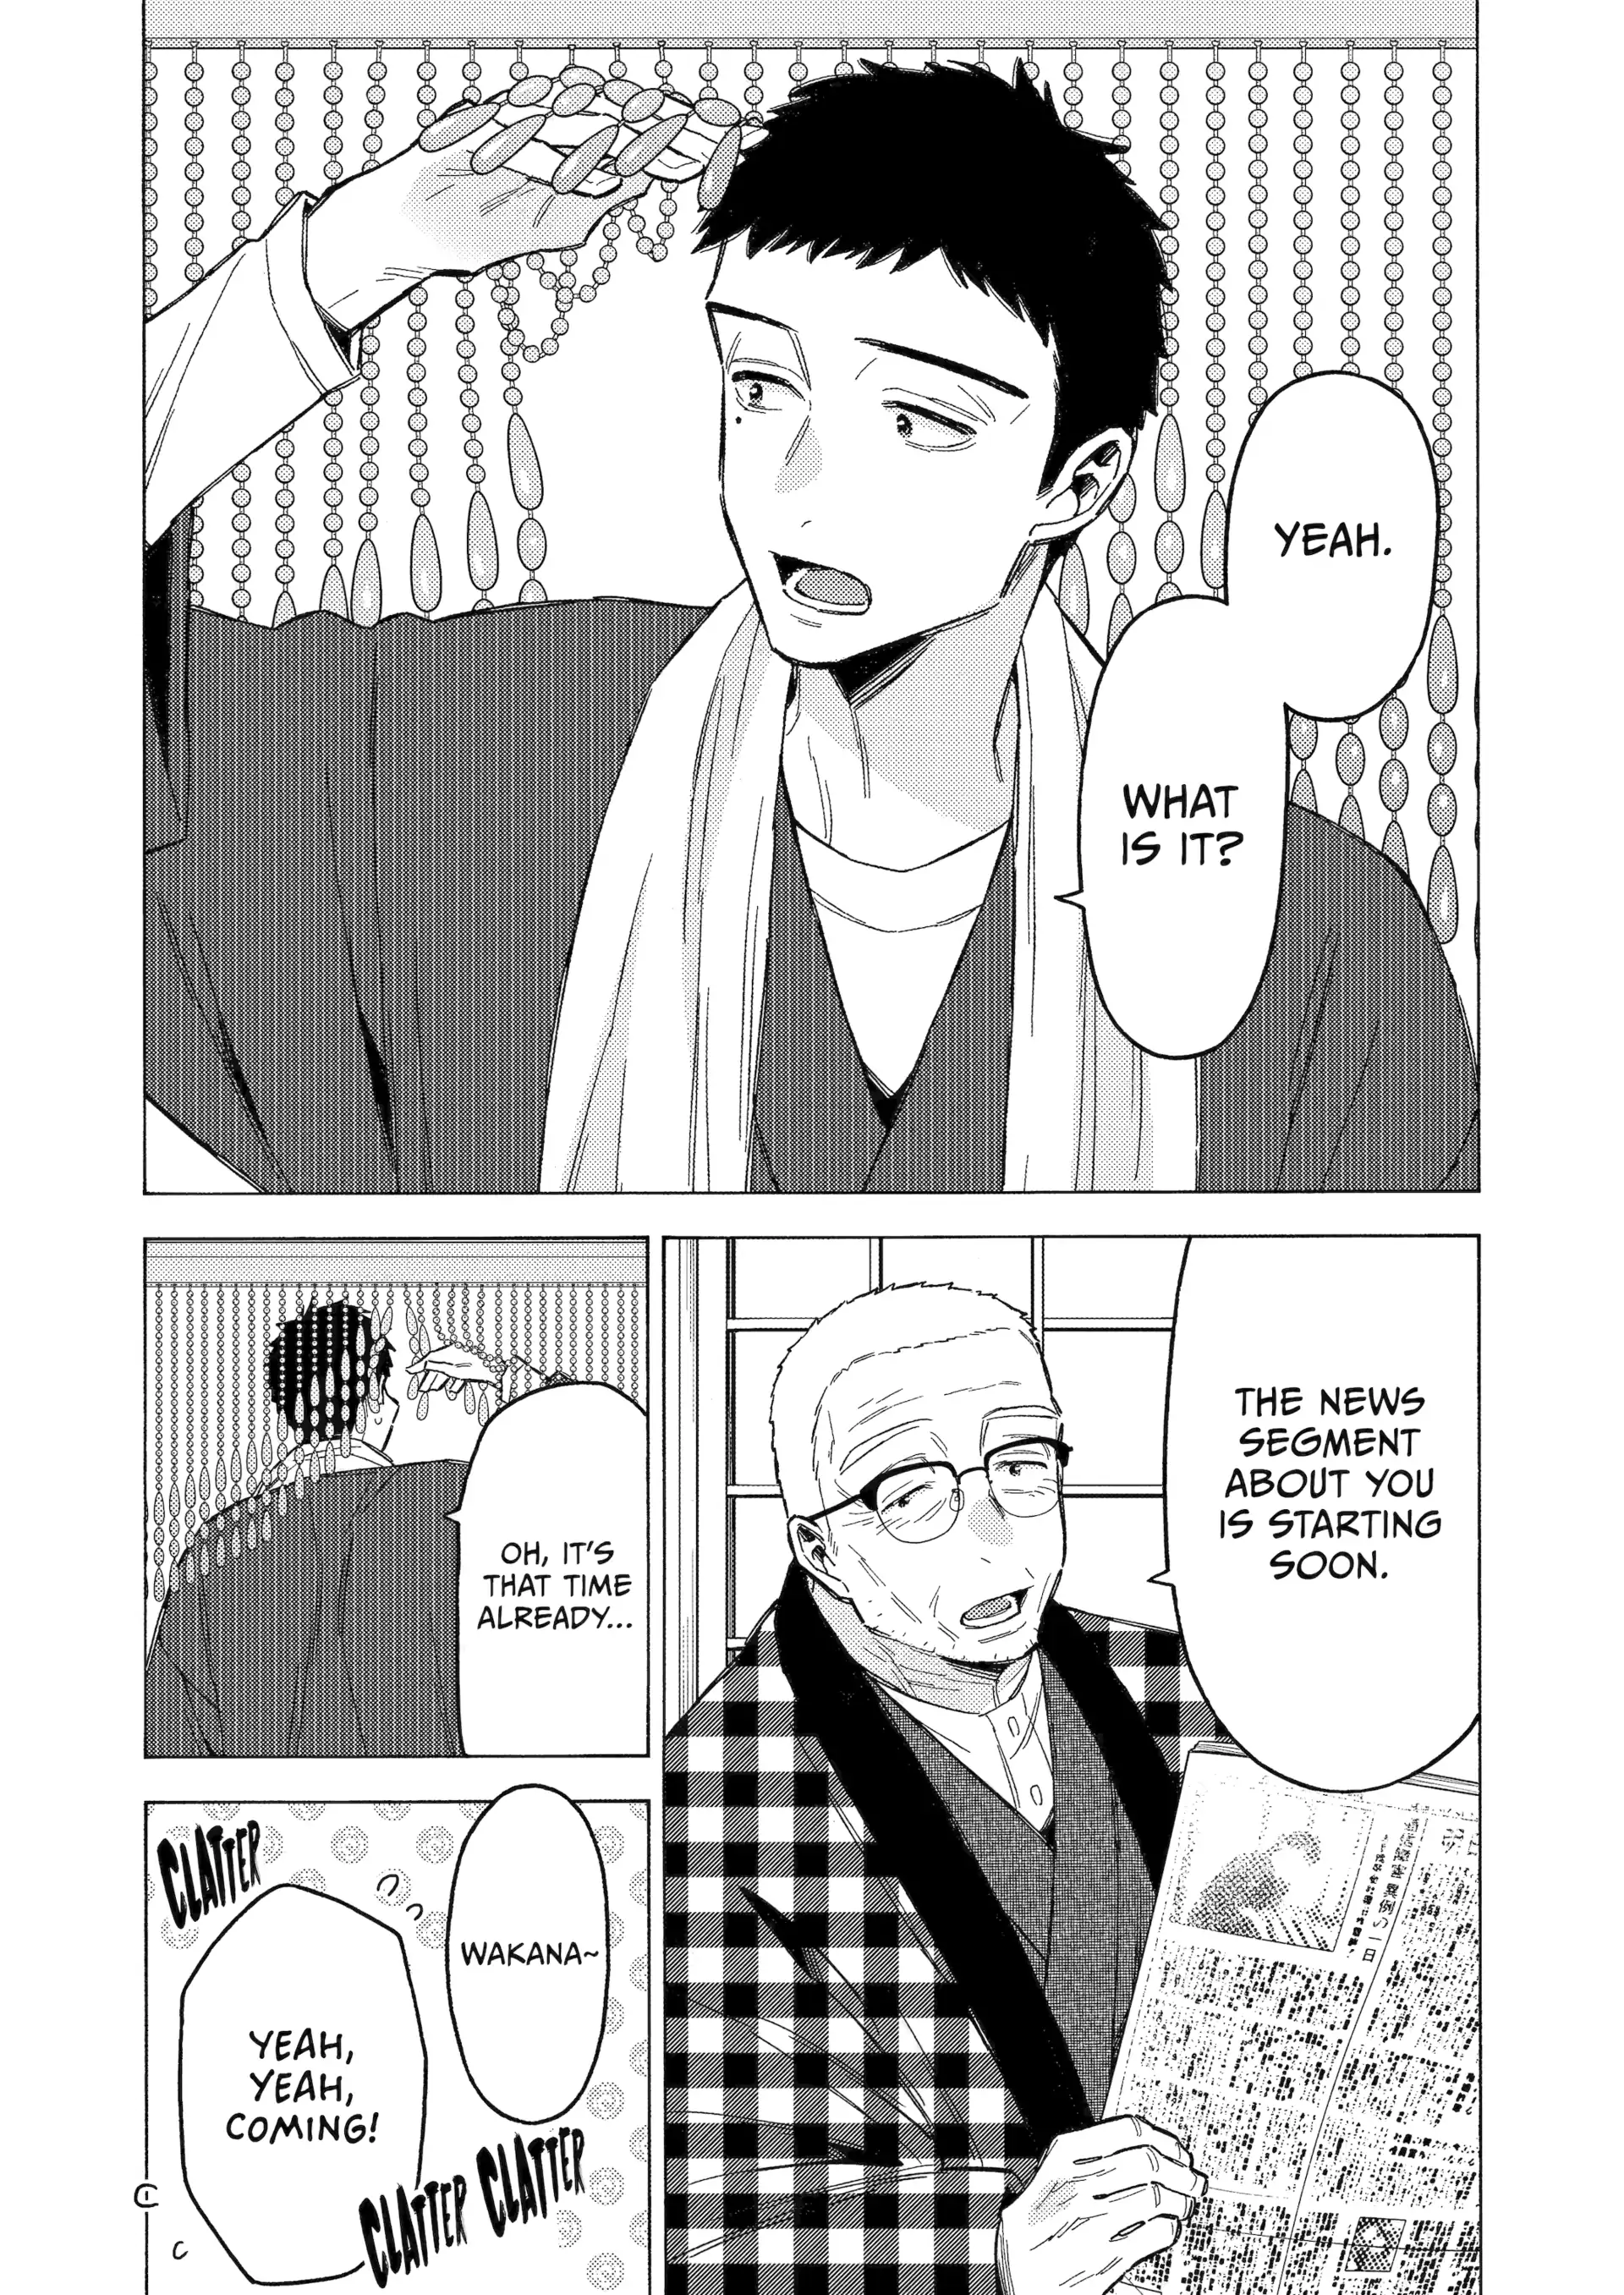 YEAH.
WHAT
IS IT?
THE NEWS
SEGMENT
ABOUT YOU
IS STARTING
SOON.
OH, IT'S
THAT TIME
ALREADY...
WAKANA~
CLATTER
YEAH,
YEAH,
COMING!
CLATTER CLATTER